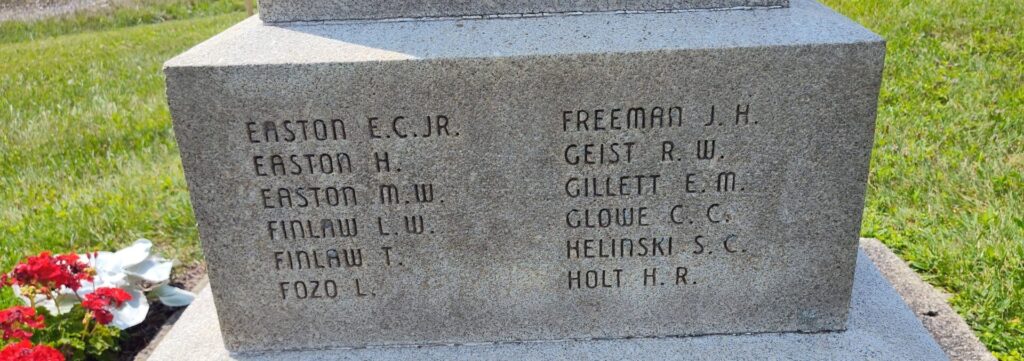 EASTON E.C. JR.
EASTON H.
EASTON M.W.
FINLAW L.W.
FINLAW T.
FOZO L.
FREEMAN J. H.
GEIST R. W.
GILLETT E. M.
GLOWE C. C.
HELINSKI S. C.
HOLT H. R.